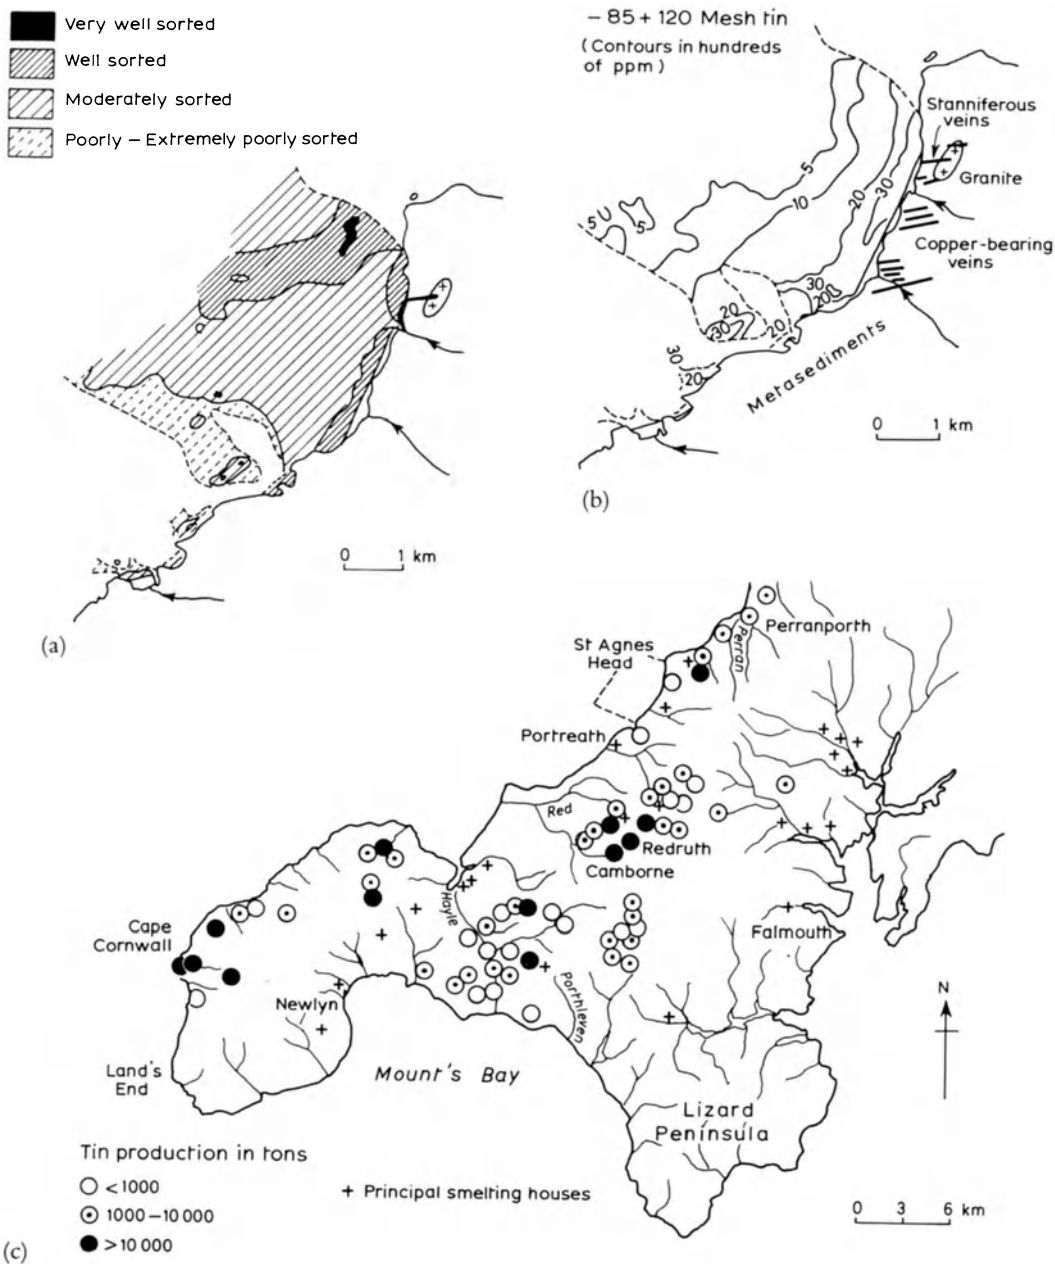 Very well sorted
Well sorted
Moderately sorted
Poorly – Extremely poorly sorted
0 1 km
(a)
– 85 + 120 Mesh tin
(Contours in hundreds
of ppm)
Stanniferous
veins
Granite
Copper-bearing
veins
Metasediments
5
10
20
30
5
5
30
20
20
30
20
30
20
0 1 km
(b)
St Agnes
Head
Perranporth
Perran
Portreath
Red
Redruth
Camborne
Hayle
Cape
Cornwall
Falmouth
Newlyn
Porthleven
N
Land's
End
Mount's Bay
Lizard
Peninsula
Tin production in tons
<1000
1000 – 10 000
>10 000
+ Principal smelting houses
0 3 6 km
(c)